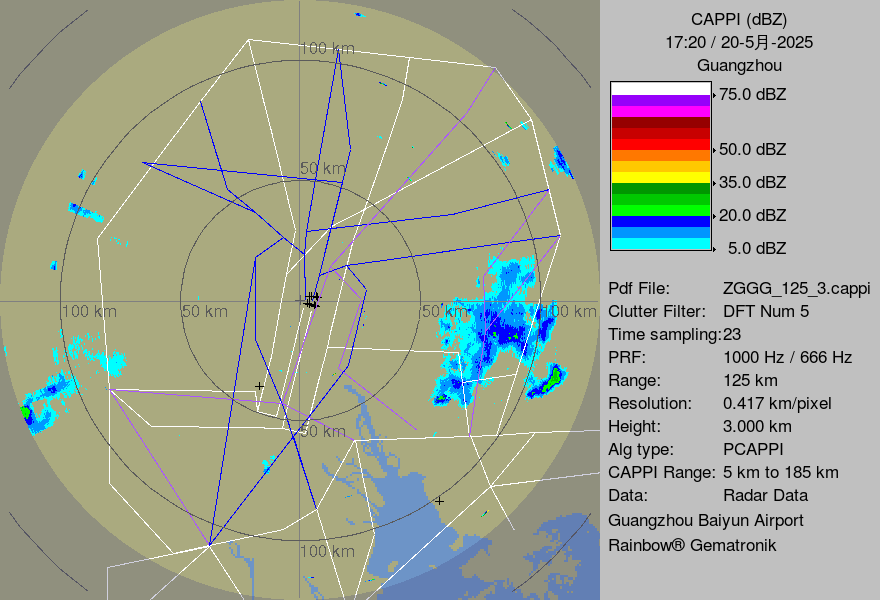 100 km
50 km
100 km
50 km
50 km
100 km
50 km
100 km
CAPPI (dBZ)
17:20 / 20-5月-2025
Guangzhou
75.0 dBZ
50.0 dBZ
35.0 dBZ
20.0 dBZ
5.0 dBZ
Pdf File: ZGGG_125_3.cappi
Clutter Filter: DFT Num 5
Time sampling:23
PRF: 1000 Hz / 666 Hz
Range: 125 km
Resolution: 0.417 km/pixel
Height: 3.000 km
Alg type: PCAPPI
CAPPI Range: 5 km to 185 km
Data: Radar Data
Guangzhou Baiyun Airport
Rainbow® Gematronik